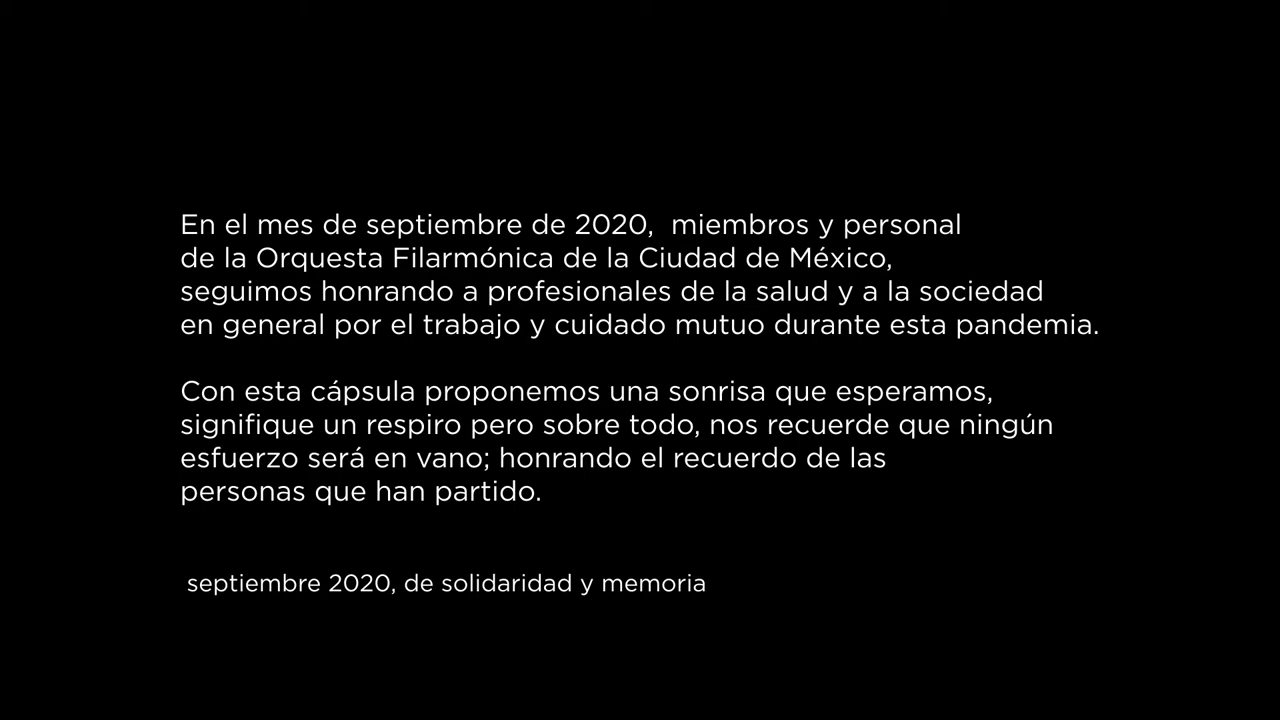 En el mes de septiembre de 2020,  miembros y personal
de la Orquesta Filarmónica de la Ciudad de México,
seguimos honrando a profesionales de la salud y a la sociedad
en general por el trabajo y cuidado mutuo durante esta pandemia.
Con esta cápsula proponemos una sonrisa que esperamos,
signifique un respiro pero sobre todo, nos recuerde que ningún
esfuerzo será en vano; honrando el recuerdo de las
personas que han partido.
septiembre 2020, de solidaridad y memoria